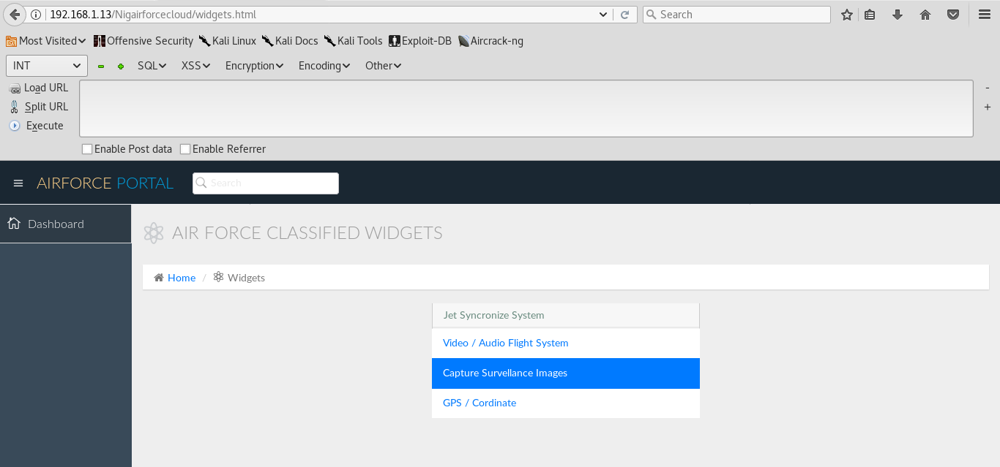 192.168.1.13/Nigairforcecloud/widgets.html Search
Most Visited Offensive Security Kali Linux Kali Docs Kali Tools Exploit-DB Aircrack-ng
INT SQL XSS Encryption Encoding Other
Load URL -
Split URL +
Execute
Enable Post data Enable Referrer
AIRFORCE PORTAL Search
Dashboard
AIR FORCE CLASSIFIED WIDGETS
Home / Widgets
Jet Syncronize System
Video / Audio Flight System
Capture Survellance Images
GPS / Cordinate